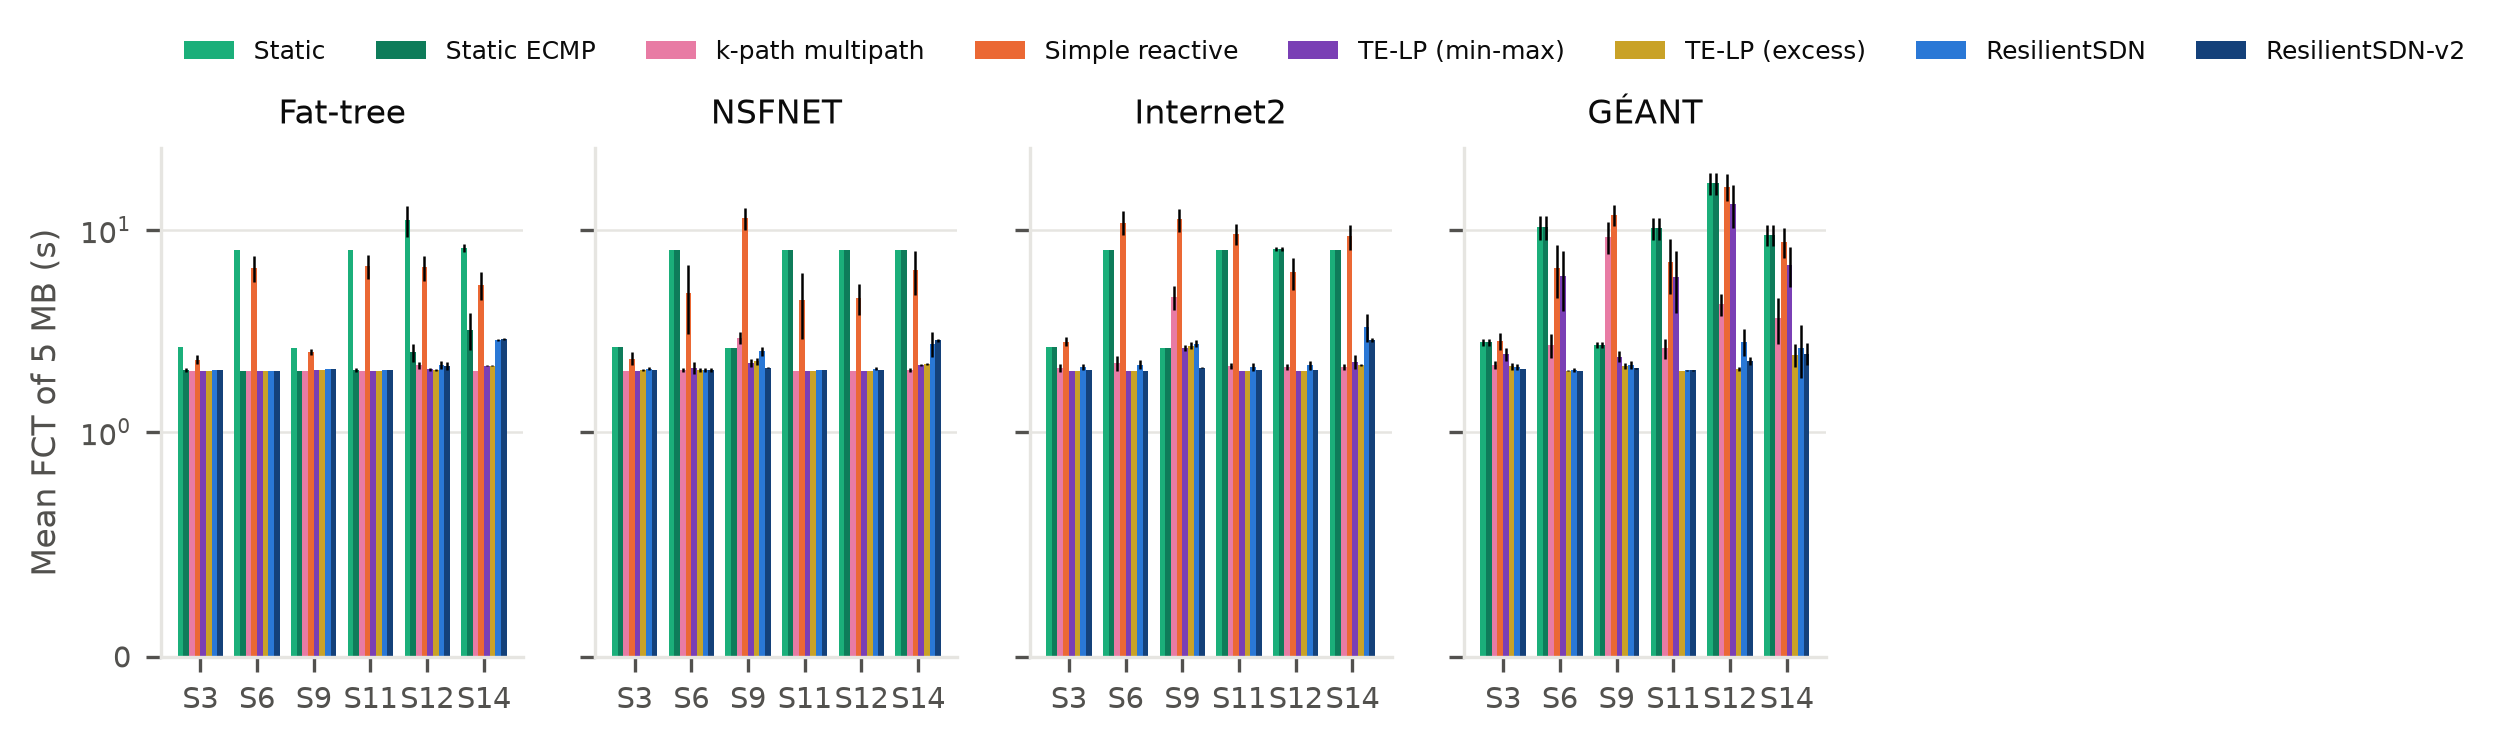 Static Static ECMP k-path multipath Simple reactive TE-LP (min-max) TE-LP (excess) ResilientSDN ResilientSDN-v2
Fat-tree NSFNET Internet2 GÉANT
Mean FCT of 5 MB (s)
10¹
10⁰
0
S3 S6 S9 S11 S12 S14 S3 S6 S9 S11 S12 S14 S3 S6 S9 S11 S12 S14 S3 S6 S9 S11 S12 S14